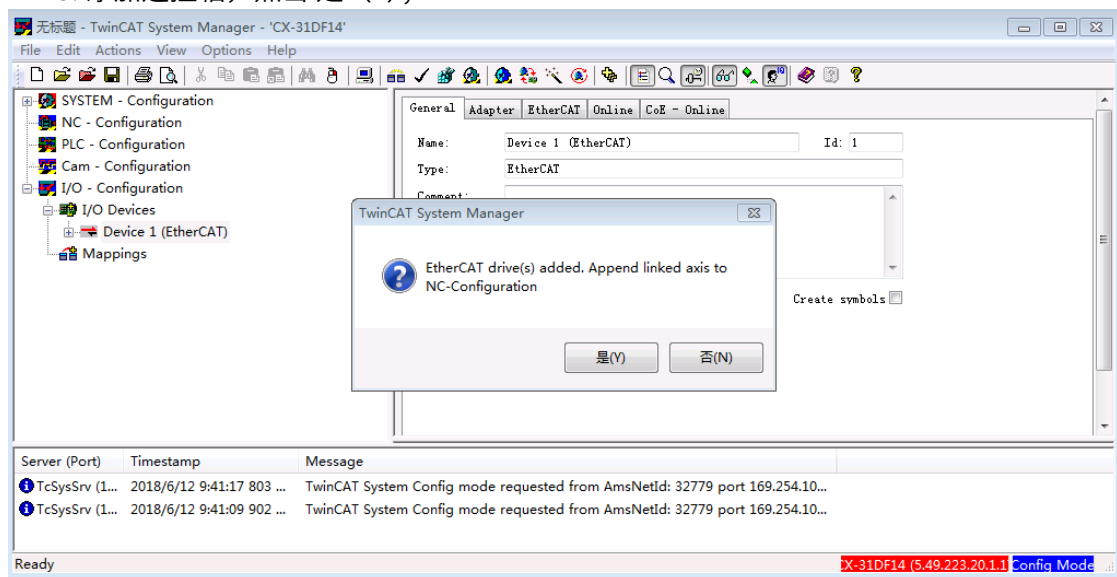 无标题 - TwinCAT System Manager - 'CX-31DF14'
File Edit Actions View Options Help
SYSTEM - Configuration
NC - Configuration
PLC - Configuration
Cam - Configuration
I/O - Configuration
I/O Devices
Device 1 (EtherCAT)
Mappings
General Adapter EtherCAT Online CoE - Online
Name: Device 1 (EtherCAT) Id: 1
Type: EtherCAT
Comment:
Create symbols
TwinCAT System Manager
EtherCAT drive(s) added. Append linked axis to
NC-Configuration
是(Y) 否(N)
Server (Port) Timestamp Message
TcSysSrv (1... 2018/6/12 9:41:17 803 ... TwinCAT System Config mode requested from AmsNetId: 32779 port 169.254.10...
TcSysSrv (1... 2018/6/12 9:41:09 902 ... TwinCAT System Config mode requested from AmsNetId: 32779 port 169.254.10...
Ready CX-31DF14 (5.49.223.20.1.1 Config Mode